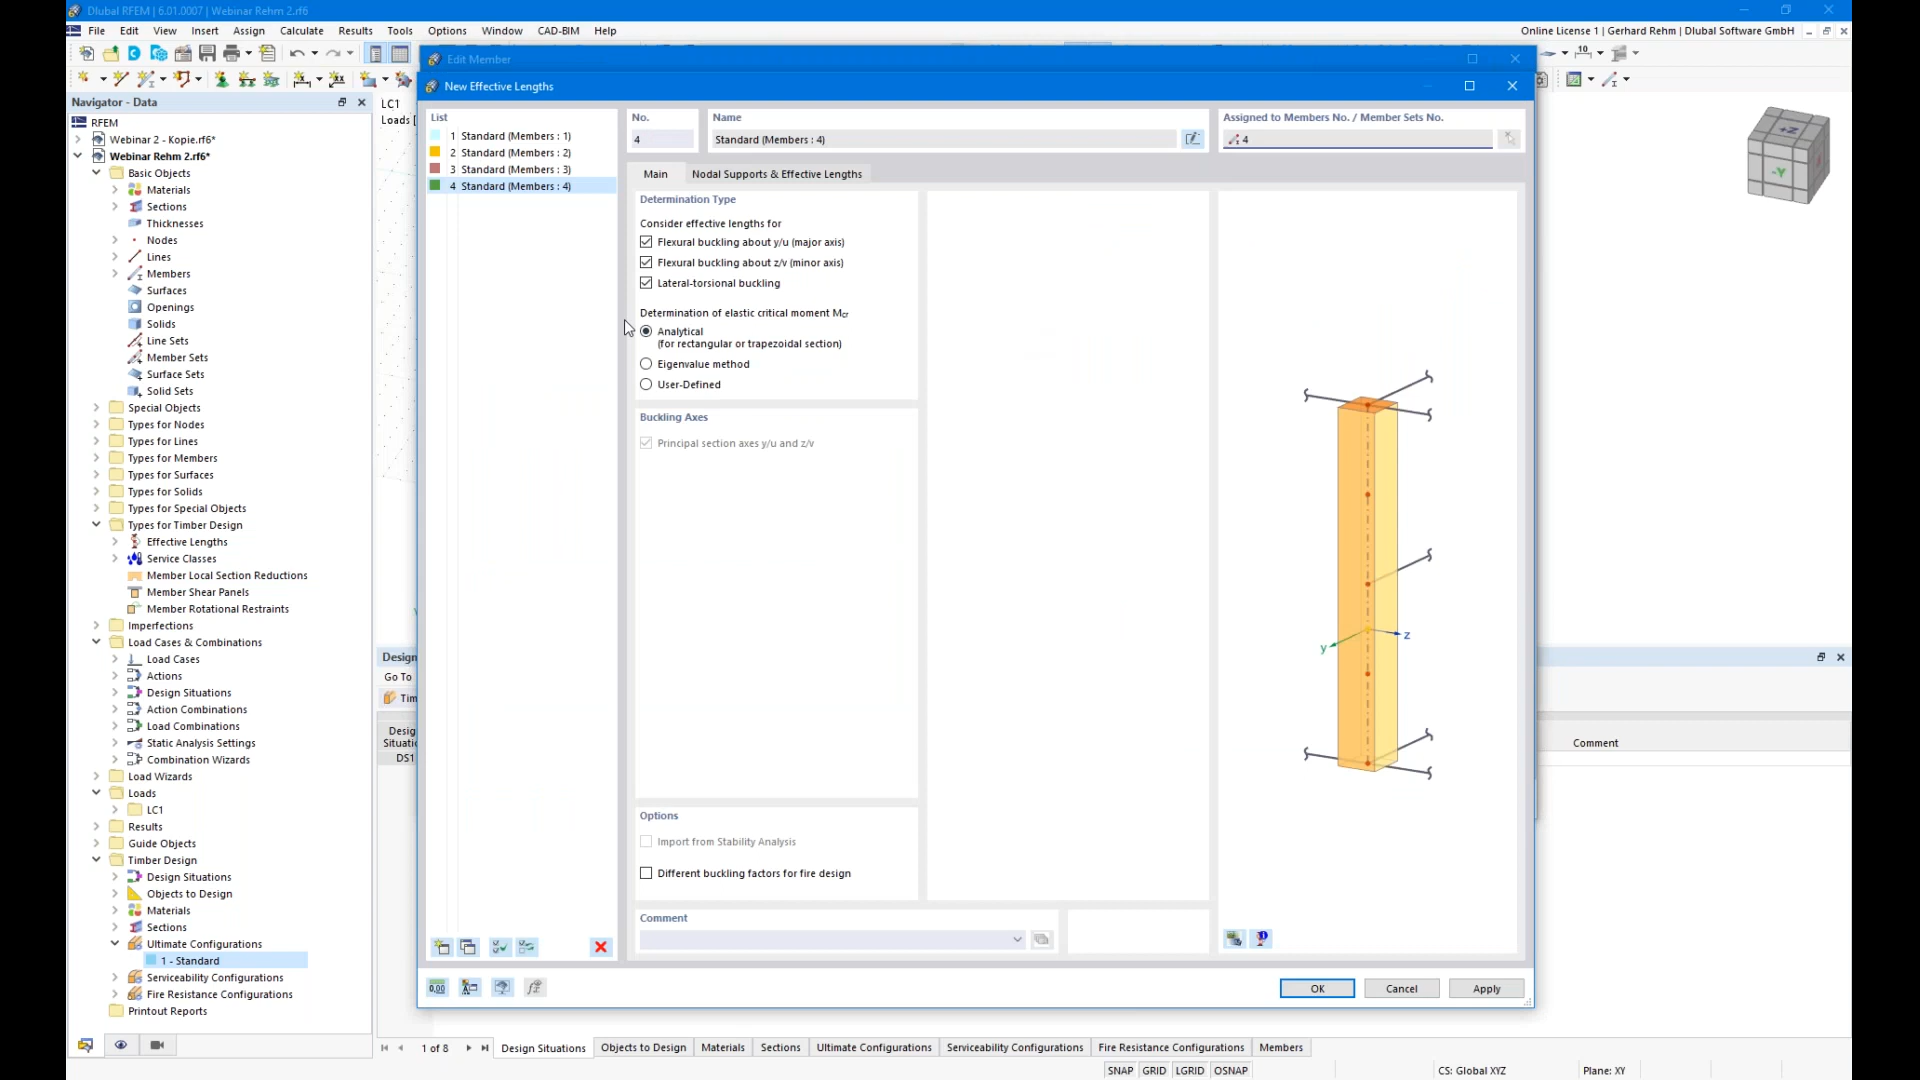 Dlubal RFEM | 6.01.0007 | Webinar Rehm 2.rf6
File Edit View Insert Assign Calculate Results Tools Options Window CAD-BIM Help
Online License 1 | Gerhard Rehm | Dlubal Software GmbH
10
Navigator - Data
RFEM
Webinar 2 - Kopie.rf6*
Webinar Rehm 2.rf6*
Basic Objects
Materials
Sections
Thicknesses
Nodes
Lines
Members
Surfaces
Openings
Solids
Line Sets
Member Sets
Surface Sets
Solid Sets
Special Objects
Types for Nodes
Types for Lines
Types for Members
Types for Surfaces
Types for Solids
Types for Special Objects
Types for Timber Design
Effective Lengths
Service Classes
Member Local Section Reductions
Member Shear Panels
Member Rotational Restraints
Imperfections
Load Cases & Combinations
Load Cases
Actions
Design Situations
Action Combinations
Load Combinations
Static Analysis Settings
Combination Wizards
Load Wizards
Loads
LC1
Results
Guide Objects
Timber Design
Design Situations
Objects to Design
Materials
Sections
Ultimate Configurations
1 - Standard
Serviceability Configurations
Fire Resistance Configurations
Printout Reports
LC1
Loads [
Design
Go To
Tim
Desig
Situatio
DS1
Edit Member
New Effective Lengths
List
1 Standard (Members : 1)
2 Standard (Members : 2)
3 Standard (Members : 3)
4 Standard (Members : 4)
No.
4
Name
Standard (Members : 4)
Assigned to Members No. / Member Sets No.
4
Main
Nodal Supports & Effective Lengths
Determination Type
Consider effective lengths for
Flexural buckling about y/u (major axis)
Flexural buckling about z/v (minor axis)
Lateral-torsional buckling
Determination of elastic critical moment Mcr
Analytical
(for rectangular or trapezoidal section)
Eigenvalue method
User-Defined
Buckling Axes
Principal section axes y/u and z/v
Options
Import from Stability Analysis
Different buckling factors for fire design
Comment
y
z
0,00
OK
Cancel
Apply
+Z
-Y
Comment
1 of 8
Design Situations
Objects to Design
Materials
Sections
Ultimate Configurations
Serviceability Configurations
Fire Resistance Configurations
Members
SNAP GRID LGRID OSNAP
CS: Global XYZ
Plane: XY